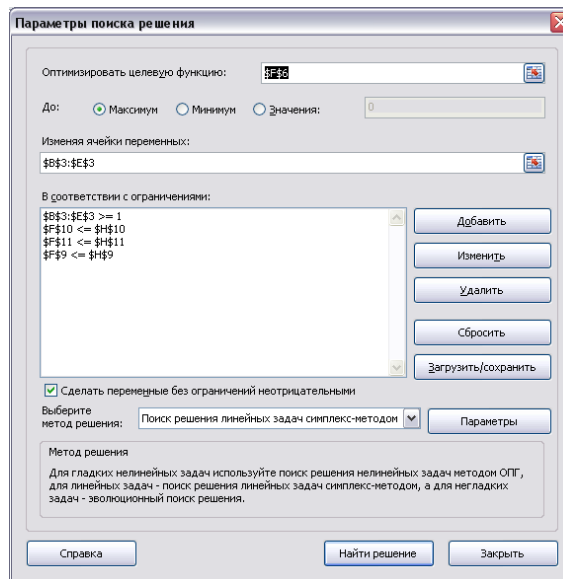 Параметры поиска решения
Оптимизировать целевую функцию: $F$6
До: Максимум Минимум Значения: 0
Изменяя ячейки переменных:
$B$3:$E$3
В соответствии с ограничениями:
$B$3:$E$3 >= 1
$F$10 <= $H$10
$F$11 <= $H$11
$F$9 <= $H$9
Добавить
Изменить
Удалить
Сбросить
Загрузить/сохранить
Сделать переменные без ограничений неотрицательными
Выберите
метод решения: Поиск решения линейных задач симплекс-методом Параметры
Метод решения
Для гладких нелинейных задач используйте поиск решения нелинейных задач методом ОПГ,
для линейных задач - поиск решения линейных задач симплекс-методом, а для негладких
задач - эволюционный поиск решения.
Справка Найти решение Закрыть